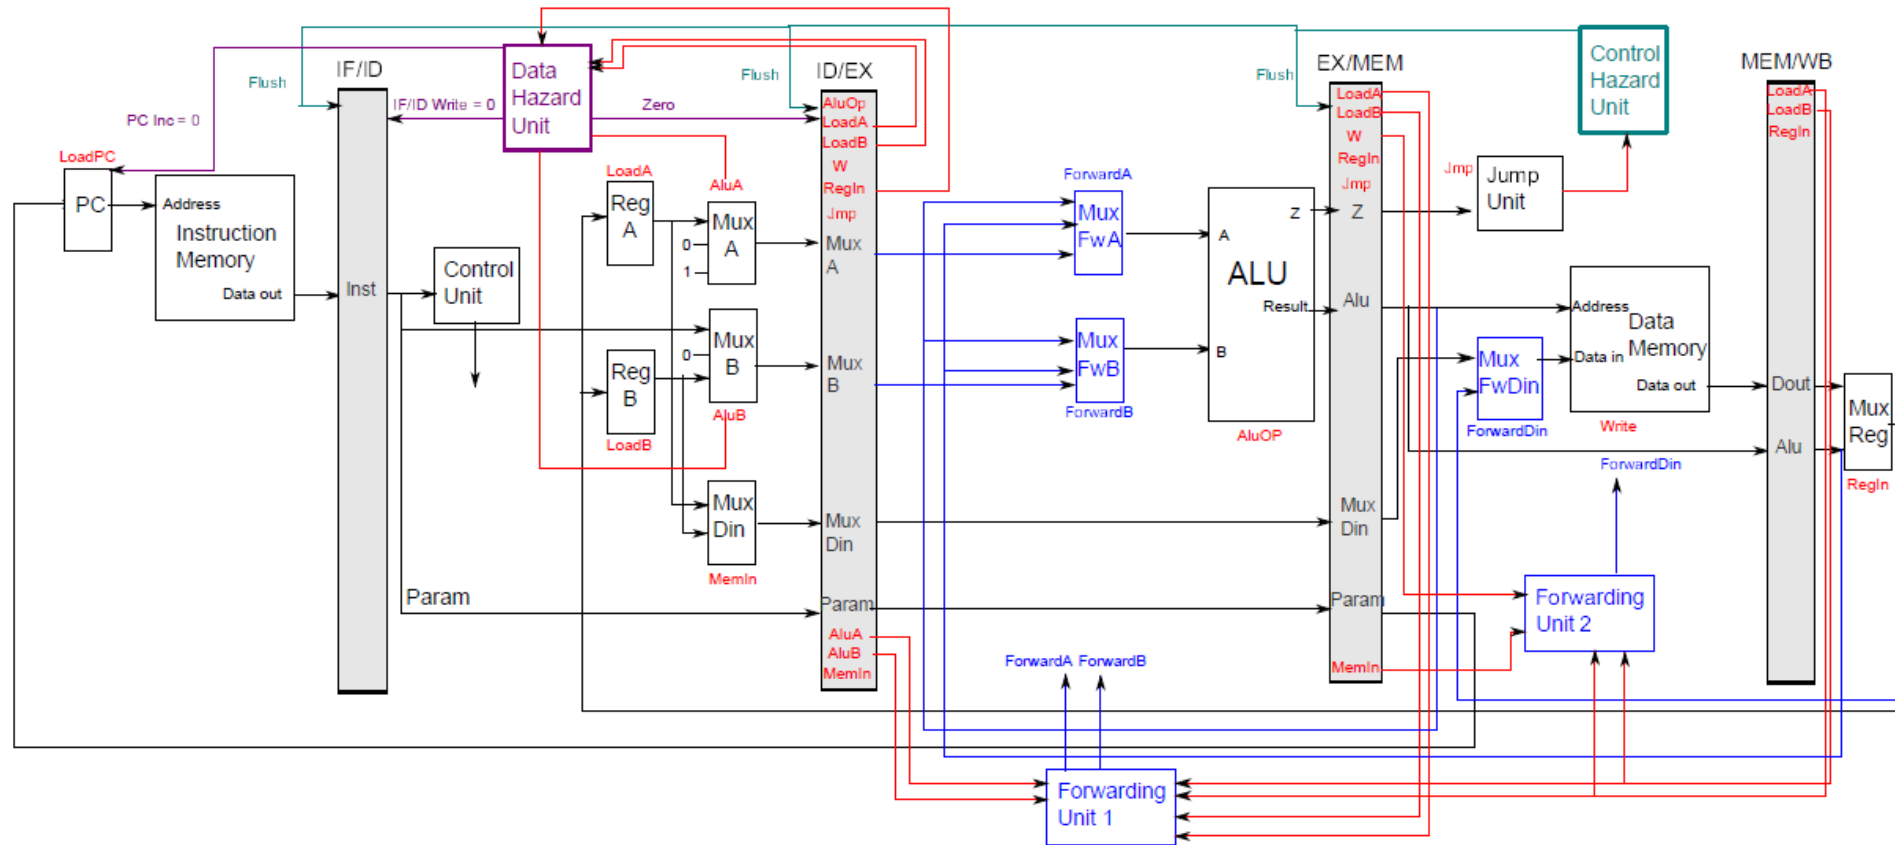 IF/ID
Data
Hazard
Unit
ID/EX
EX/MEM
Control
Hazard
Unit
MEM/WB
Flush
Flush
Flush
IF/ID Write = 0
Zero
PC Inc = 0
LoadPC
PC
Address
Instruction
Memory
Data out
Inst
Control
Unit
LoadA
Reg
A
AluA
Mux
A
0
1
Mux
B
0
AluB
Reg
B
LoadB
Mux
Din
MemIn
Param
AluOp
LoadA
LoadB
W
RegIn
Jmp
Mux
A
Mux
B
Mux
Din
Param
AluA
AluB
MemIn
ForwardA
Mux
FwA
Mux
FwB
ForwardB
A
B
Z
ALU
Result
AluOP
LoadA
LoadB
W
RegIn
Jmp
Z
Alu
Mux
Din
Param
MemIn
Jmp
Jump
Unit
Address
Data
Memory
Data in
Data out
Write
Mux
FwDin
ForwardDin
ForwardDin
Forwarding
Unit 2
LoadA
LoadB
RegIn
Dout
Alu
Mux
Reg
RegIn
ForwardA ForwardB
Forwarding
Unit 1